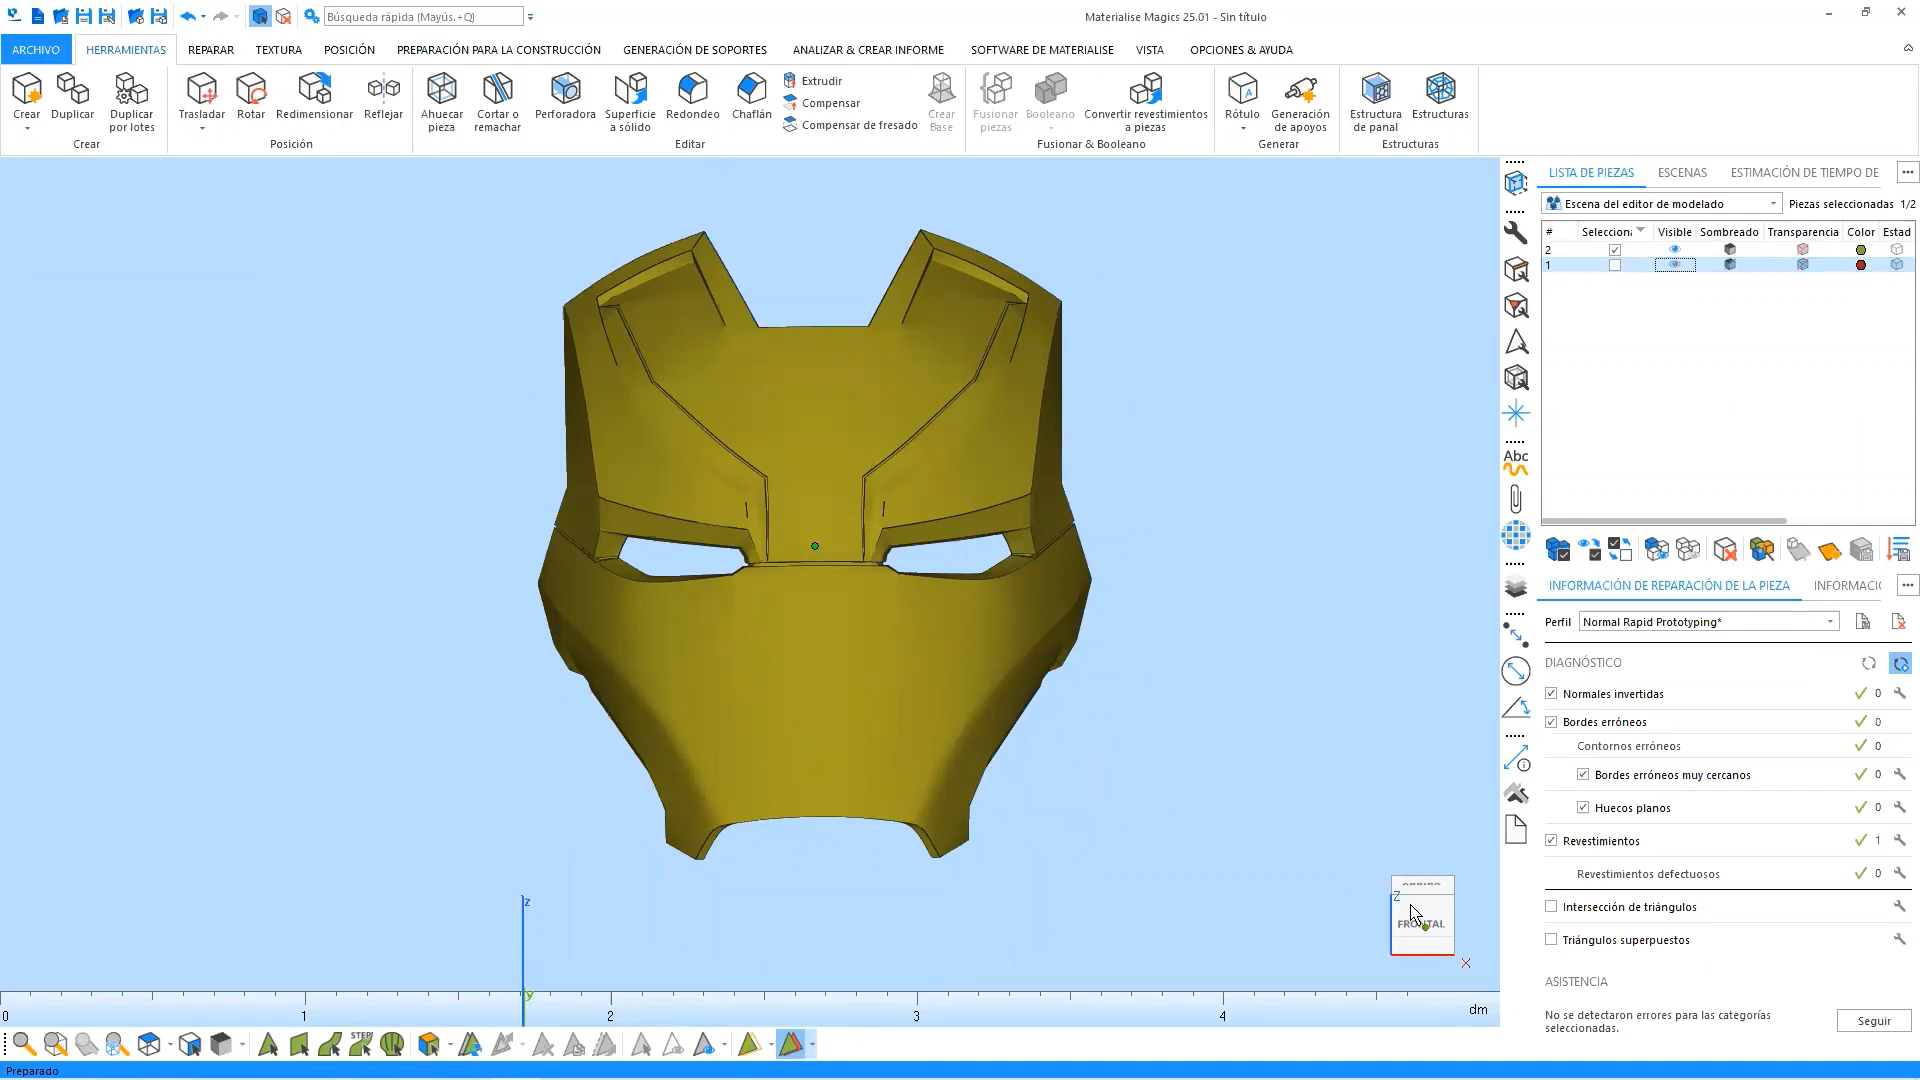 Búsqueda rápida (Mayús.+Q)
Materialise Magics 25.01 - Sin título
ARCHIVO HERRAMIENTAS REPARAR TEXTURA POSICIÓN PREPARACIÓN PARA LA CONSTRUCCIÓN GENERACIÓN DE SOPORTES ANALIZAR & CREAR INFORME SOFTWARE DE MATERIALISE VISTA OPCIONES & AYUDA
Crear
Duplicar
Duplicar
por lotes
Crear
Trasladar
Rotar
Redimensionar
Reflejar
Posición
Ahuecar
pieza
Cortar o
remachar
Perforadora
Superficie
a sólido
Redondeo
Chaflán
Extrudir
Compensar
Compensar de fresado
Crear
Base
Editar
Fusionar
piezas
Booleano
Convertir revestimientos
a piezas
Fusionar & Booleano
A
Rótulo
Generación
de apoyos
Generar
Estructura
de panal
Estructuras
Estructuras
LISTA DE PIEZAS ESCENAS ESTIMACIÓN DE TIEMPO DE
Escena del editor de modelado
Piezas seleccionadas 1/2
# Seleccion: Visible Sombreado Transparencia Color Estad
2
1
Abc
INFORMACIÓN DE REPARACIÓN DE LA PIEZA INFORMACI
Perfil Normal Rapid Prototyping*
DIAGNÓSTICO
Normales invertidas 0
Bordes erróneos 0
Contornos erróneos 0
Bordes erróneos muy cercanos 0
Huecos planos 0
Revestimientos 1
Revestimientos defectuosos 0
Intersección de triángulos
Triángulos superpuestos
ASISTENCIA
No se detectaron errores para las categorías
seleccionadas.
Seguir
ARRIBA
Z
FRONTAL
X
z
y
0 1 2 3 4 dm
STEP
Preparado